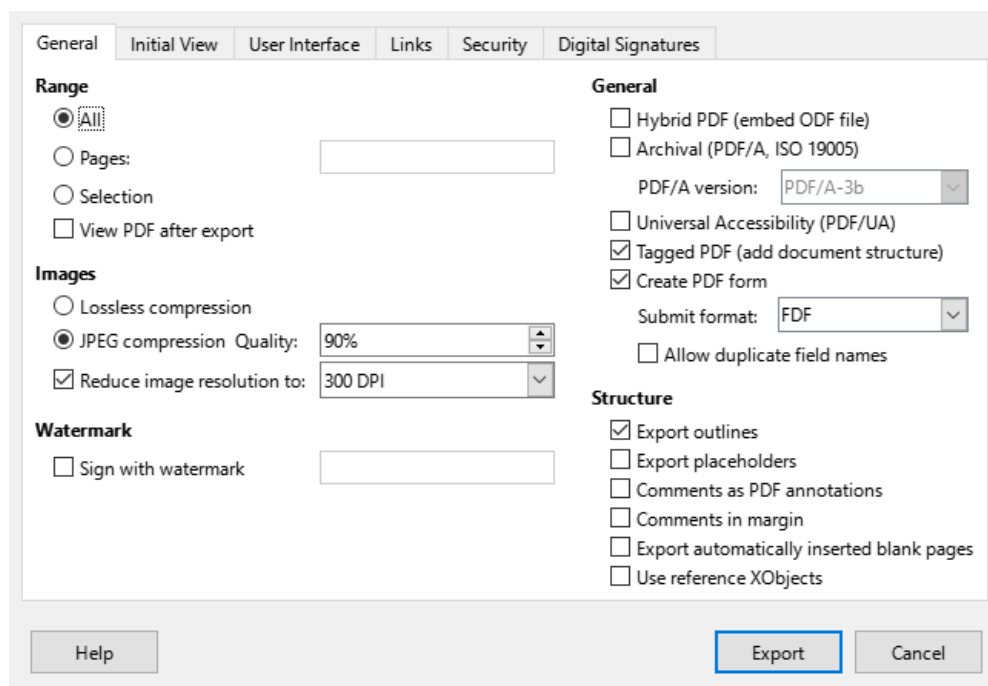 General Initial View User Interface Links Security Digital Signatures
Range
All
Pages:
Selection
View PDF after export
Images
Lossless compression
JPEG compression Quality: 90%
Reduce image resolution to: 300 DPI
Watermark
Sign with watermark
General
Hybrid PDF (embed ODF file)
Archival (PDF/A, ISO 19005)
PDF/A version: PDF/A-3b
Universal Accessibility (PDF/UA)
Tagged PDF (add document structure)
Create PDF form
Submit format: FDF
Allow duplicate field names
Structure
Export outlines
Export placeholders
Comments as PDF annotations
Comments in margin
Export automatically inserted blank pages
Use reference XObjects
Help Export Cancel